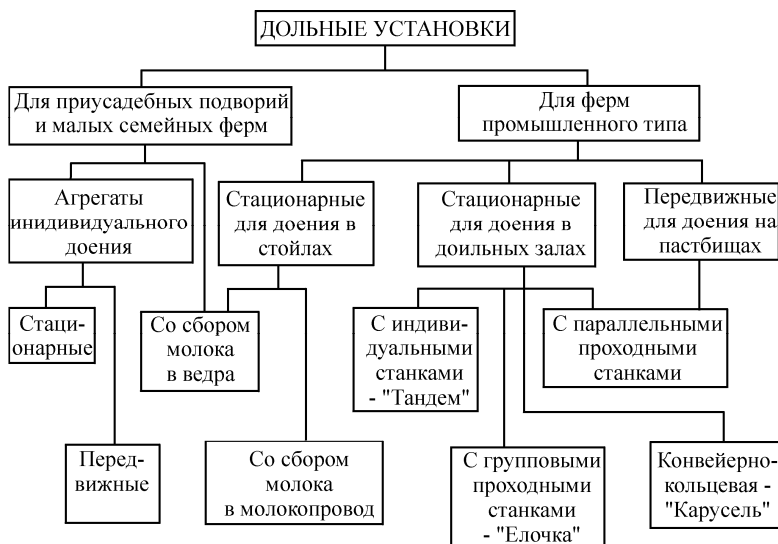 ДОЛЬНЫЕ УСТАНОВКИ
Для приусадебных подворий
и малых семейных ферм
Для ферм
промышленного типа
Агрегаты
инидивидуального
доения
Стационарные
для доения в
стойлах
Стационарные
для доения в
доильных залах
Передвижные
для доения на
пастбищах
Стаци-
онарные
Со сбором
молока
в ведра
С индиви-
дуальными
станками
- "Тандем"
С параллельными
проходными
станками
Перед-
вижные
Со сбором
молока
в молокопровод
С групповыми
проходными
станками
- "Елочка"
Конвейерно-
кольцевая -
"Карусель"